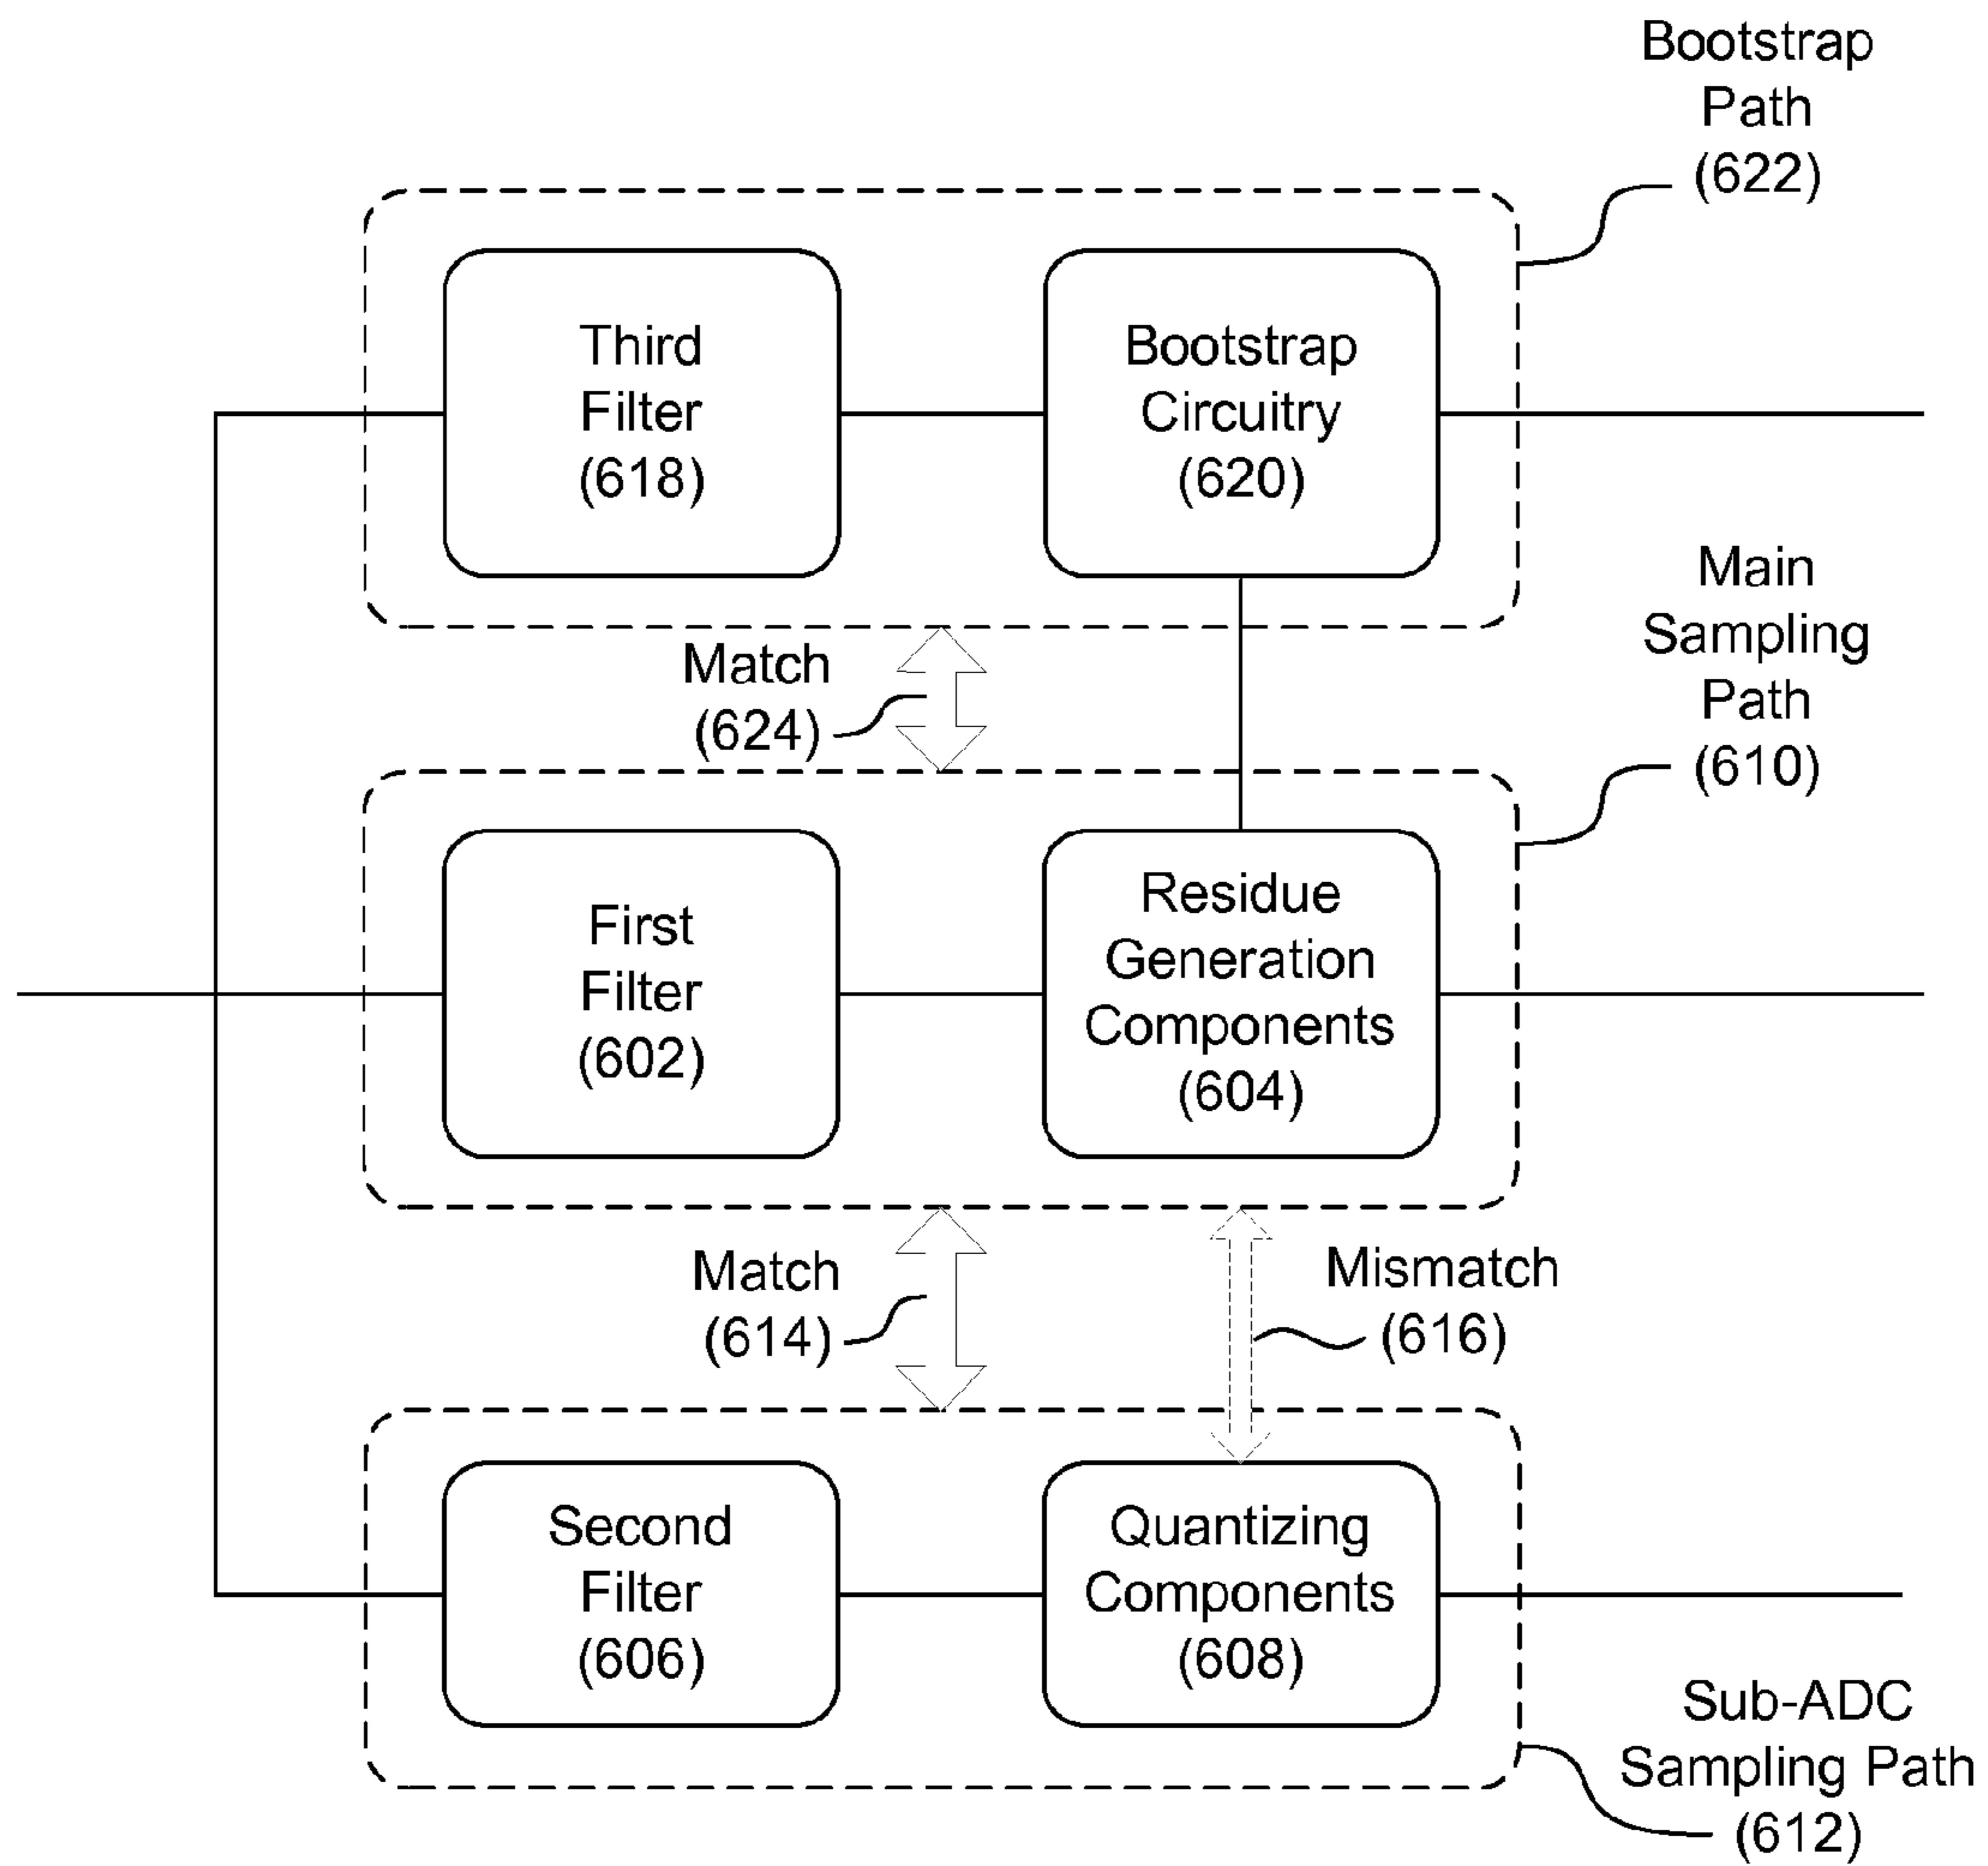 Bootstrap
Path
(622)
Third
Filter
(618)
Bootstrap
Circuitry
(620)
Main
Sampling
Path
(610)
Match
(624)
First
Filter
(602)
Residue
Generation
Components
(604)
Match
(614)
Mismatch
(616)
Second
Filter
(606)
Quantizing
Components
(608)
Sub-ADC
Sampling Path
(612)